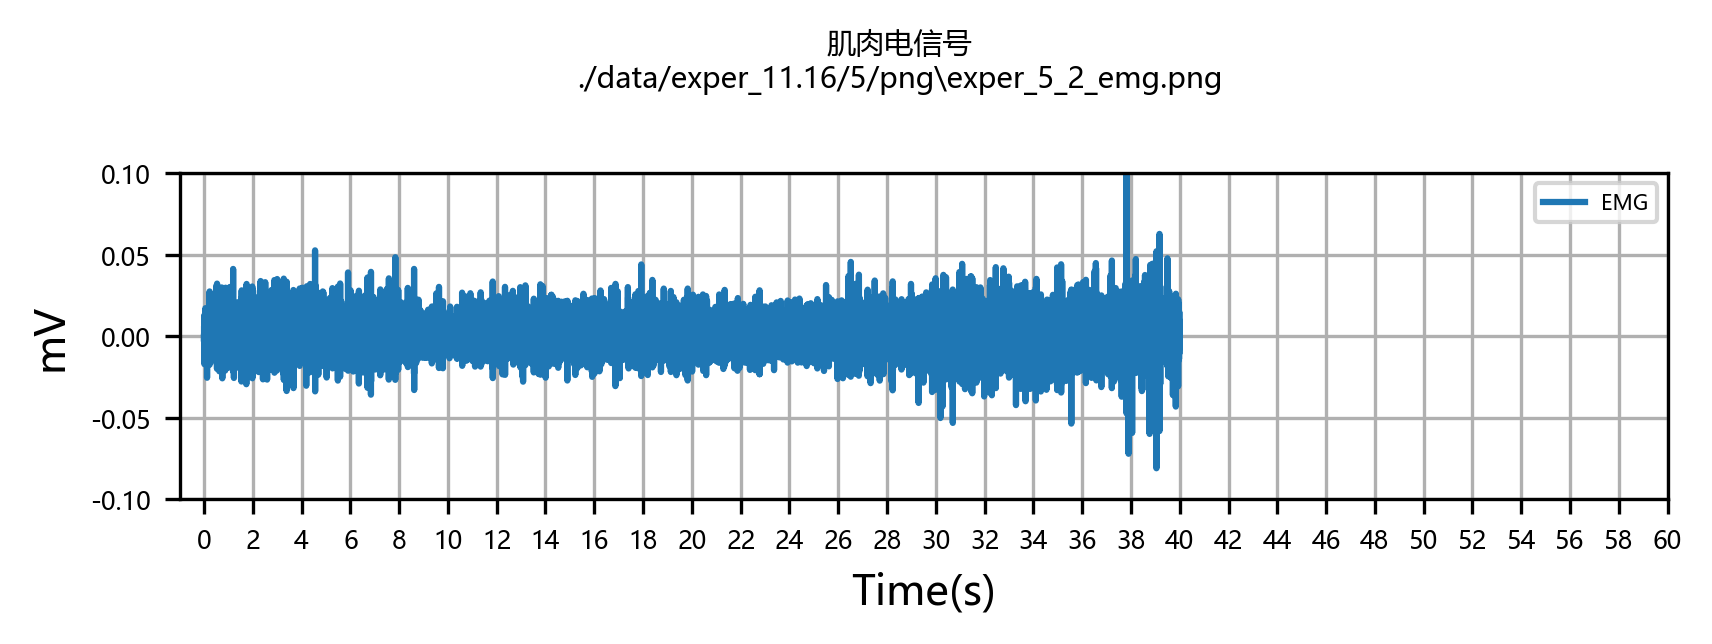 肌肉电信号
./data/exper_11.16/5/png\exper_5_2_emg.png
0.10
0.05
0.00
-0.05
-0.10
mV
EMG
0 2 4 6 8 10 12 14 16 18 20 22 24 26 28 30 32 34 36 38 40 42 44 46 48 50 52 54 56 58 60
Time(s)